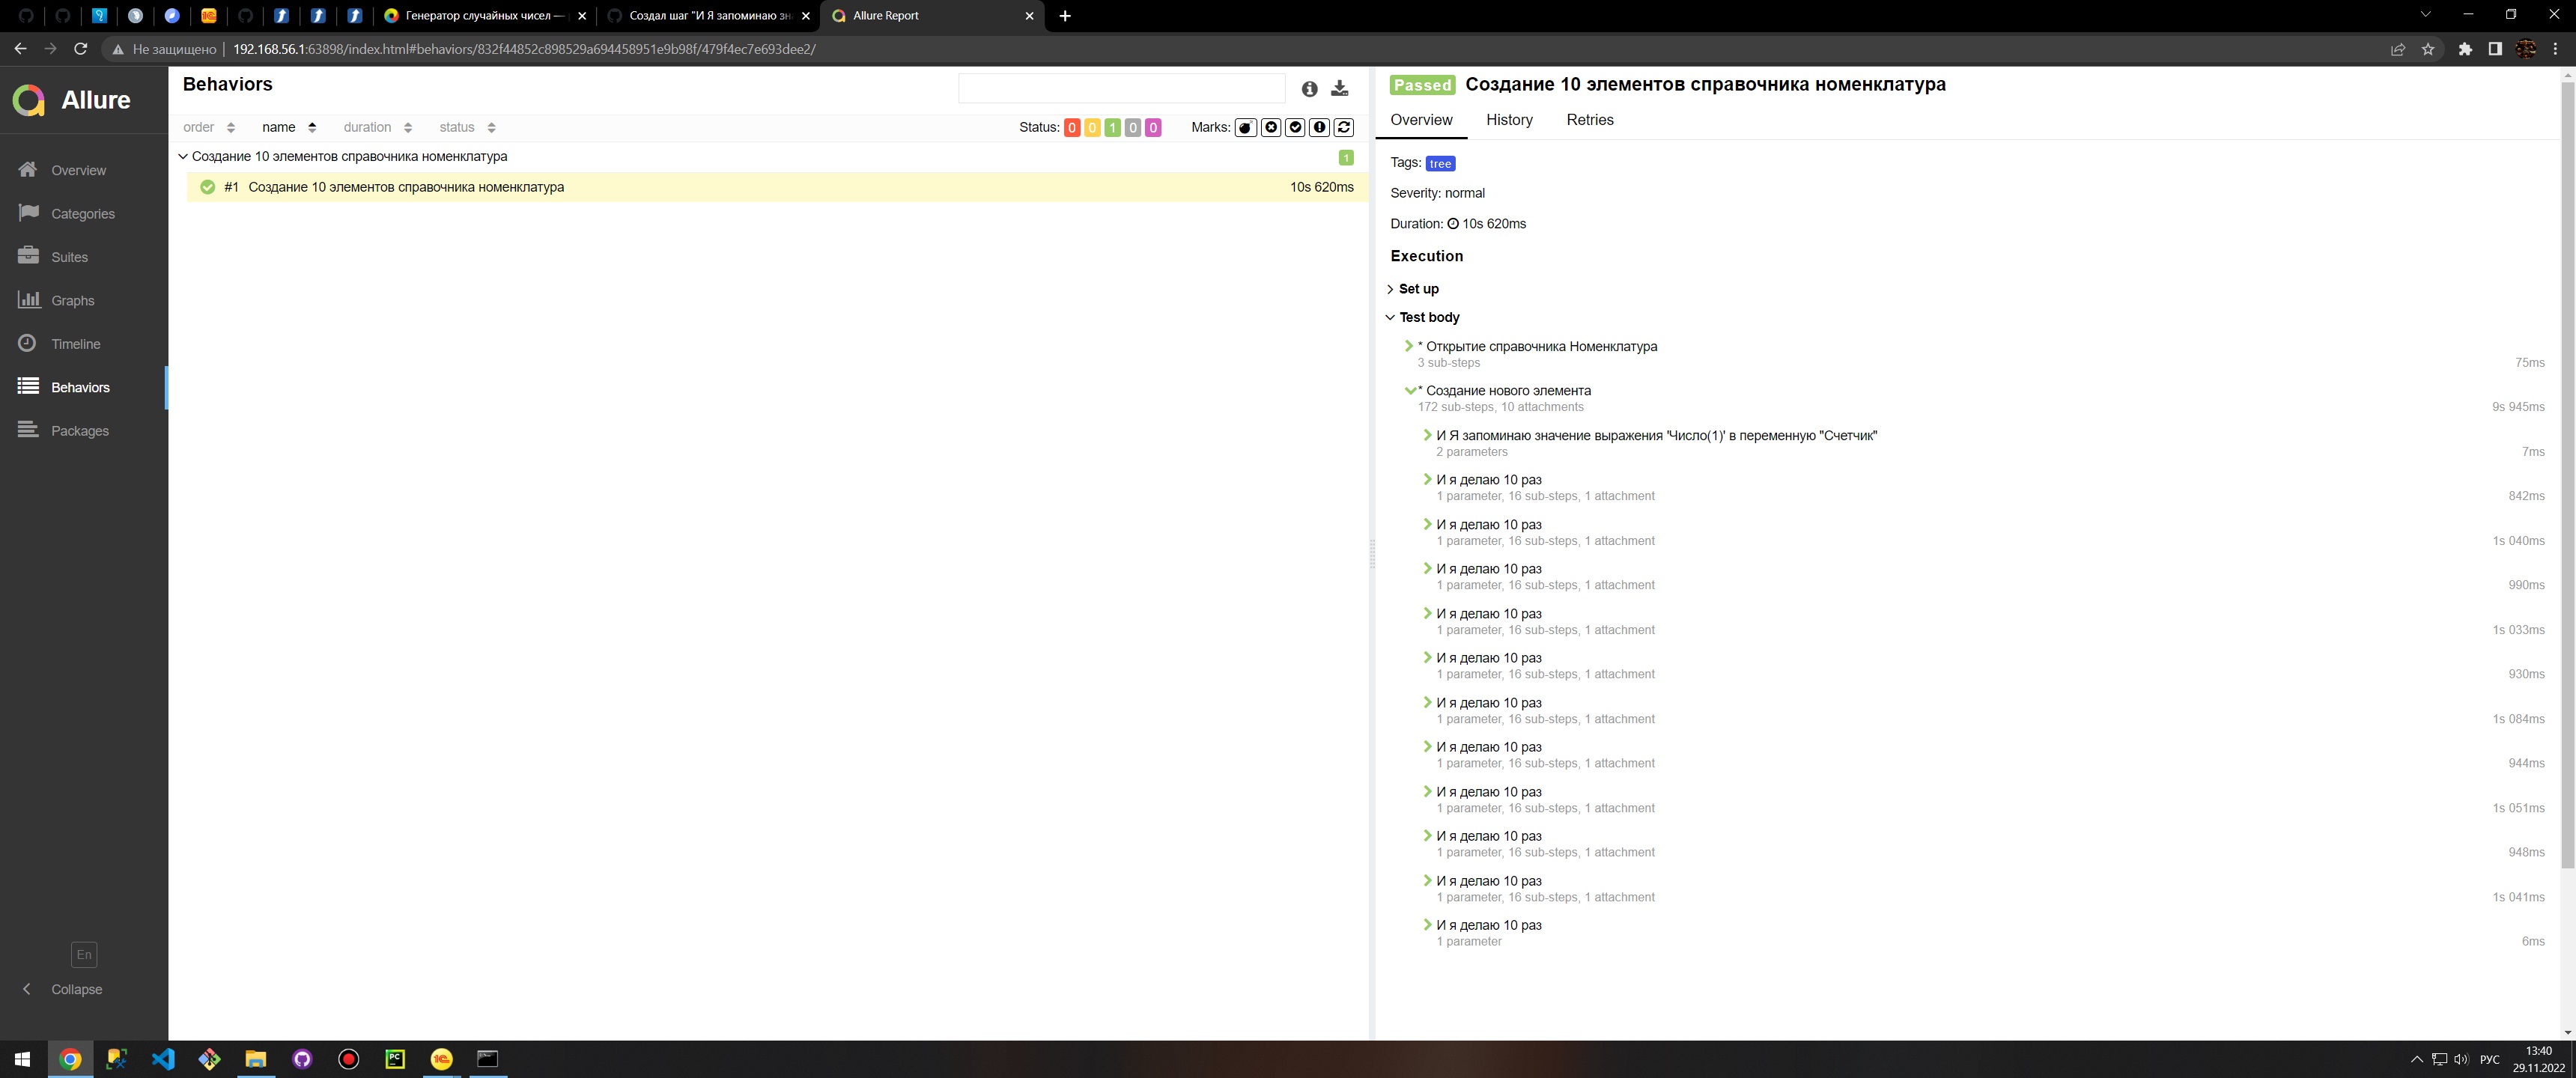 Генератор случайных чисел —
Создал шаг "И Я запоминаю зна
Allure Report
Не защищено
192.168.56.1:63898/index.html#behaviors/832f44852c898529a694458951e9b98f/479f4ec7e693dee2/
Allure
Overview
Categories
Suites
Graphs
Timeline
Behaviors
Packages
En
Collapse
Behaviors
order name duration status
Status: 0 0 1 0 0 Marks:
Создание 10 элементов справочника номенклатура 1
#1 Создание 10 элементов справочника номенклатура 10s 620ms
Passed Создание 10 элементов справочника номенклатура
Overview History Retries
Tags: tree
Severity: normal
Duration: 10s 620ms
Execution
Set up
Test body
* Открытие справочника Номенклатура
3 sub-steps 75ms
* Создание нового элемента
172 sub-steps, 10 attachments 9s 945ms
И Я запоминаю значение выражения 'Число(1)' в переменную "Счетчик"
2 parameters 7ms
И я делаю 10 раз
1 parameter, 16 sub-steps, 1 attachment 842ms
И я делаю 10 раз
1 parameter, 16 sub-steps, 1 attachment 1s 040ms
И я делаю 10 раз
1 parameter, 16 sub-steps, 1 attachment 990ms
И я делаю 10 раз
1 parameter, 16 sub-steps, 1 attachment 1s 033ms
И я делаю 10 раз
1 parameter, 16 sub-steps, 1 attachment 930ms
И я делаю 10 раз
1 parameter, 16 sub-steps, 1 attachment 1s 084ms
И я делаю 10 раз
1 parameter, 16 sub-steps, 1 attachment 944ms
И я делаю 10 раз
1 parameter, 16 sub-steps, 1 attachment 1s 051ms
И я делаю 10 раз
1 parameter, 16 sub-steps, 1 attachment 948ms
И я делаю 10 раз
1 parameter, 16 sub-steps, 1 attachment 1s 041ms
И я делаю 10 раз
1 parameter 6ms
РУС
13:40
29.11.2022